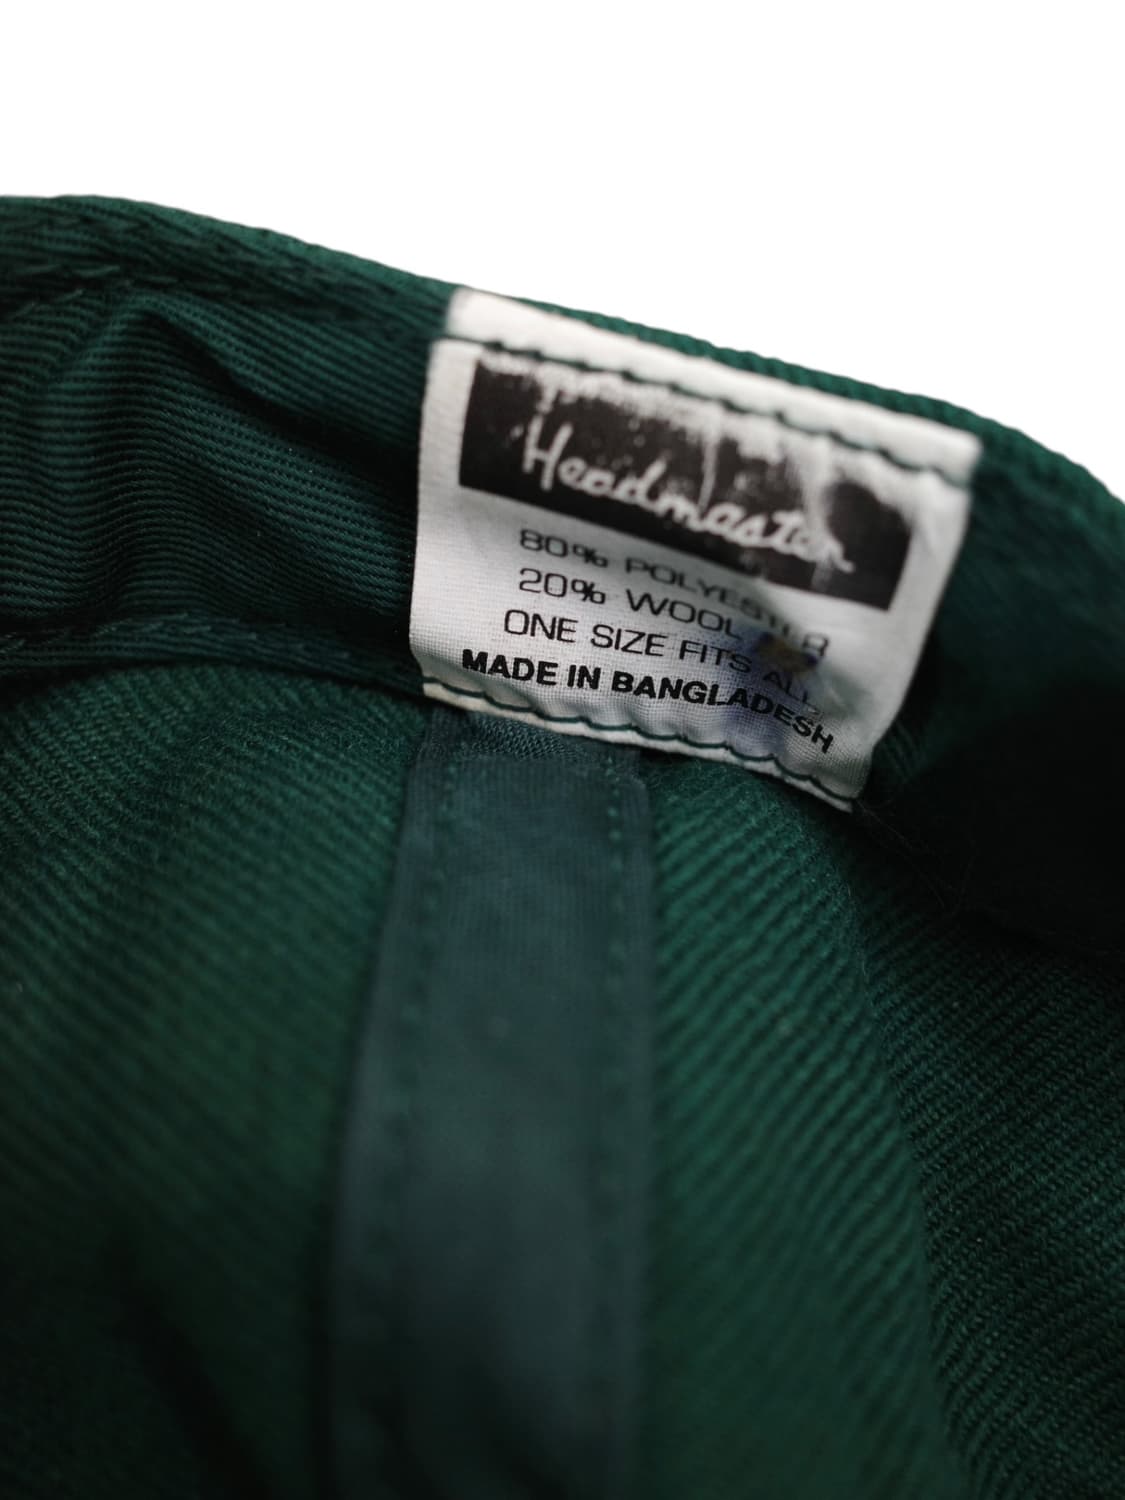 Headmaster
80% POLYESTER
20% WOOL
ONE SIZE FITS ALL
MADE IN BANGLADESH